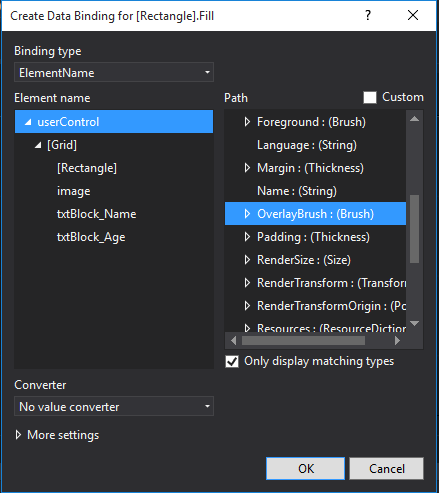 Create Data Binding for [Rectangle].Fill
Binding type
ElementName
Element name
userControl
[Grid]
[Rectangle]
image
txtBlock_Name
txtBlock_Age
Path
Custom
Foreground : (Brush)
Language : (String)
Margin : (Thickness)
Name : (String)
OverlayBrush : (Brush)
Padding : (Thickness)
RenderSize : (Size)
RenderTransform : (Transform
RenderTransformOrigin : (Po
Resources : (ResourceDiction
Only display matching types
Converter
No value converter
More settings
OK
Cancel